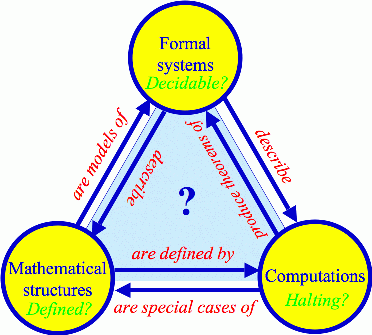 Formal
systems
Decidable?
are models of
describe
produce theorems of
describe
?
Mathematical
structures
Defined?
are defined by
are special cases of
Computations
Halting?